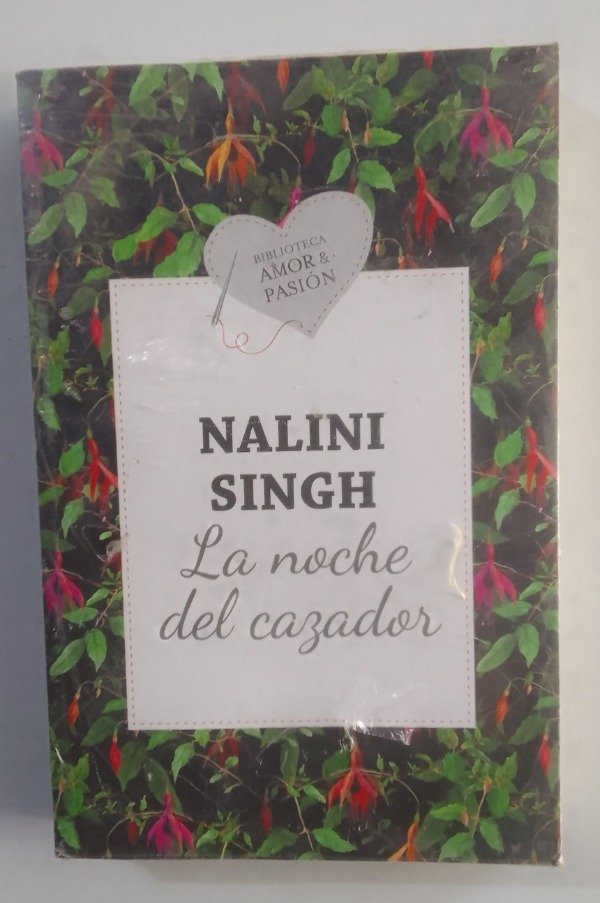 BIBLIOTECA
AMOR &
PASIÓN
NALINI
SINGH
La noche
del cazador